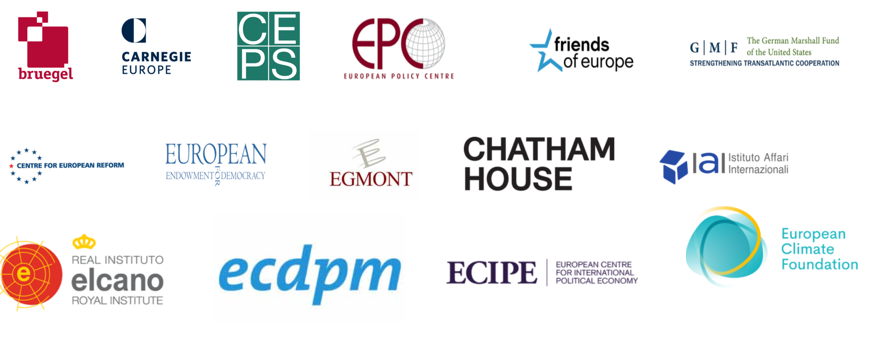 bruegel
CARNEGIE
EUROPE
CE
PS
EPC
EUROPEAN POLICY CENTRE
friends
of europe
G|M|F The German Marshall Fund
of the United States
STRENGTHENING TRANSATLANTIC COOPERATION
CENTRE FOR EUROPEAN REFORM
EUROPEAN
ENDOWMENT FOR DEMOCRACY
E
EGMONT
CHATHAM
HOUSE
iai Istituto Affari
Internazionali
e
REAL INSTITUTO
elcano
ROYAL INSTITUTE
ecdpm
ECIPE
EUROPEAN CENTRE
FOR INTERNATIONAL
POLITICAL ECONOMY
European
Climate
Foundation